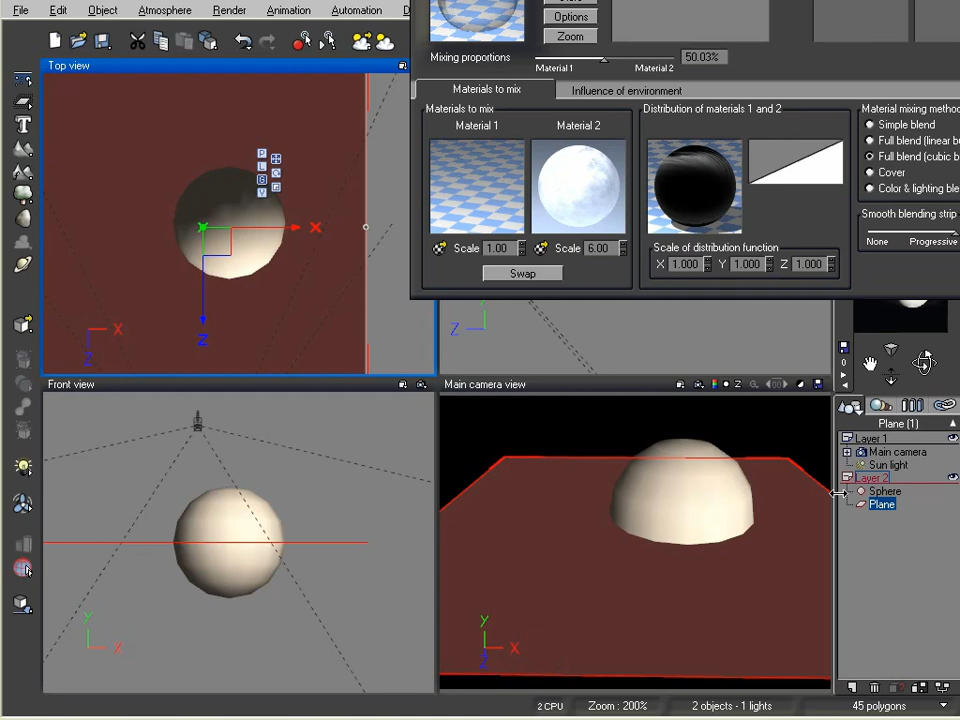 File Edit Object Atmosphere Render Animation Automation D
Options
Zoom
Mixing proportions 50.03%
Material 1 Material 2
Top view
Materials to mix Influence of environment
Materials to mix Distribution of materials 1 and 2 Material mixing metho
Material 1 Material 2
Simple blend
Full blend (linear b
Full blend (cubic b
Cover
Color & lighting ble
Smooth blending strip
None Progressive
Scale 1.00 Scale 6.00 Scale of distribution function
X 1.000 Y 1.000 Z 1.000
Swap
P
L
G
V
X
Z
X
Z
Y
Z
Front view Main camera view
Plane (1)
Layer 1
Main camera
Sun light
Layer 2
Sphere
Plane
Y
X
Y
X
Z
2 CPU Zoom : 200% 2 objects - 1 lights 45 polygons